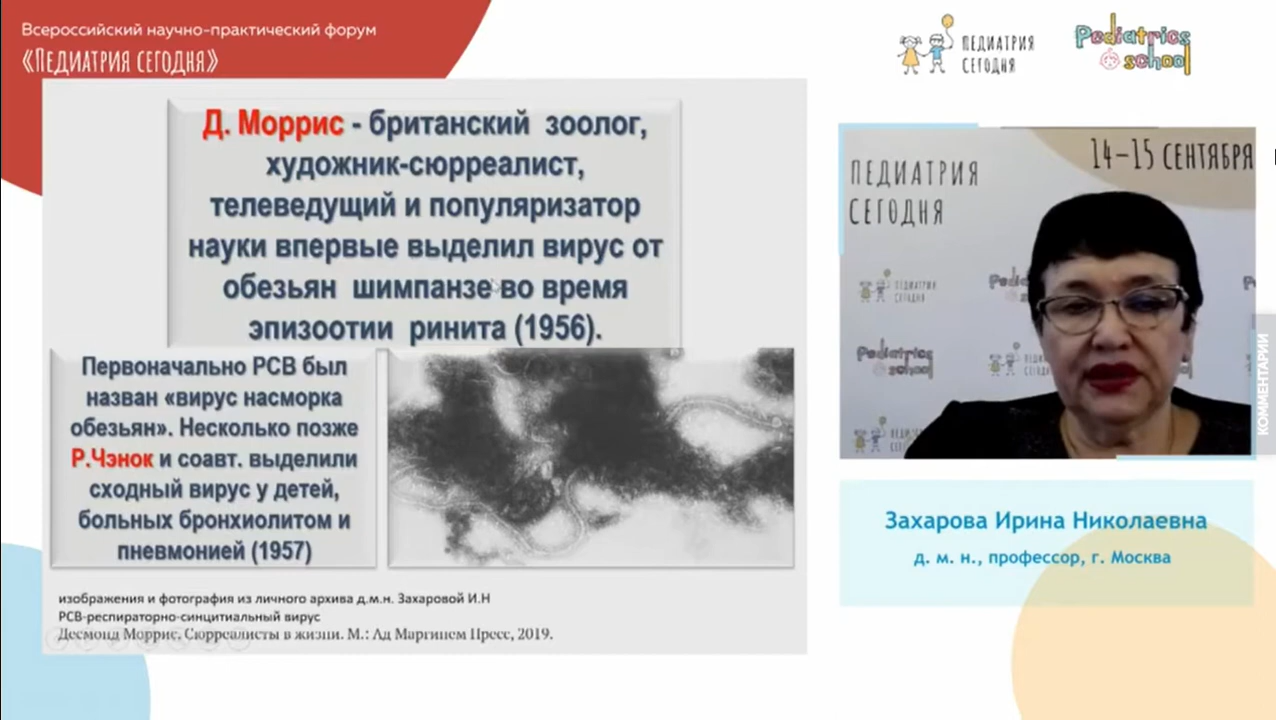 Всероссийский научно-практический форум
«Педиатрия сегодня»
Д. Моррис - британский зоолог,
художник-сюрреалист,
телеведущий и популяризатор
науки впервые выделил вирус от
обезьян шимпанзе во время
эпизоотии ринита (1956).
Первоначально РСВ был
назван «вирус насморка
обезьян». Несколько позже
Р.Чэнок и соавт. выделили
сходный вирус у детей,
больных бронхиолитом и
пневмонией (1957)
изображения и фотография из личного архива д.м.н. Захаровой И.Н
РСВ-респираторно-синцитиальный вирус
Десмонд Моррис. Сюрреалисты в жизни. М.: Ад Маргинем Пресс, 2019.
ПЕДИАТРИЯ
СЕГОДНЯ
Pediatrics
school
14-15 СЕНТЯБРЯ
ПЕДИАТРИЯ
СЕГОДНЯ
Pediatrics
school
КОММЕНТАРИИ
Захарова Ирина Николаевна
д. м. н., профессор, г. Москва